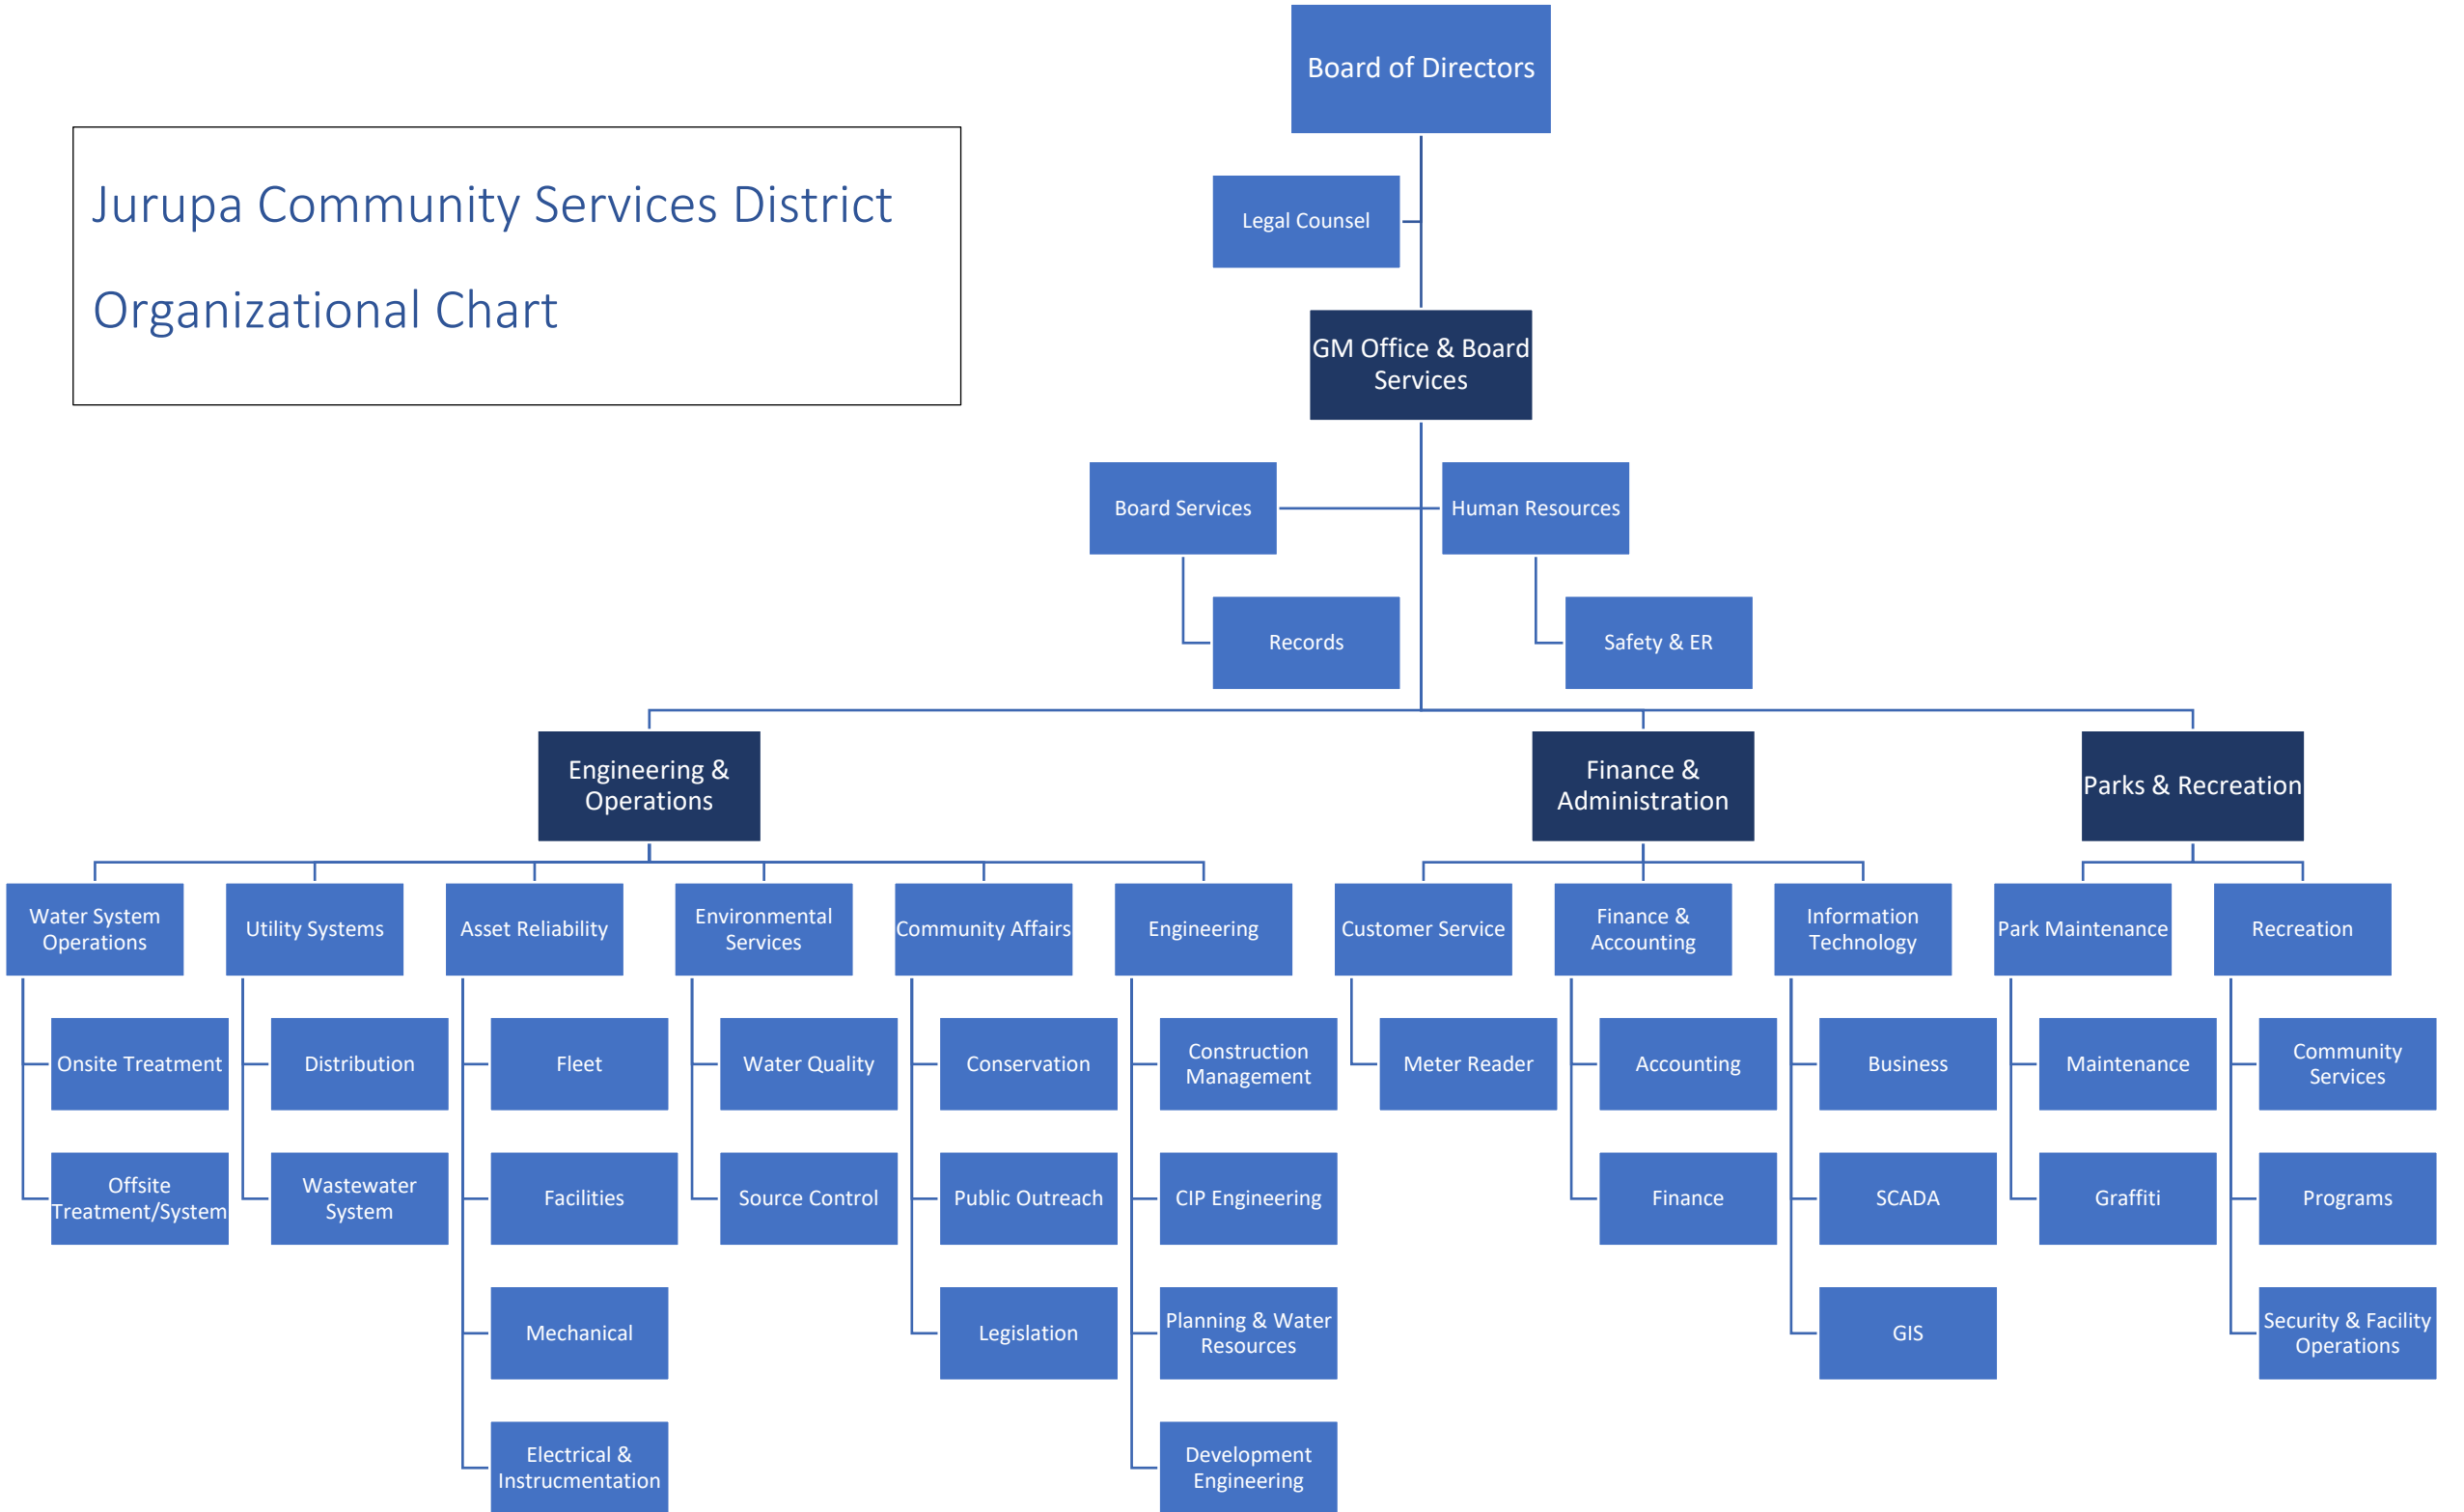 Board of Directors
Jurupa Community Services District
Organizational Chart
Legal Counsel
GM Office & Board
Services
Board Services
Human Resources
Records
Safety & ER
Engineering &
Operations
Finance &
Administration
Parks & Recreation
Water System
Operations
Utility Systems
Asset Reliability
Environmental
Services
Community Affairs
Engineering
Customer Service
Finance &
Accounting
Information
Technology
Park Maintenance
Recreation
Onsite Treatment
Distribution
Fleet
Water Quality
Conservation
Construction
Management
Meter Reader
Accounting
Business
Maintenance
Community
Services
Offsite
Treatment/System
Wastewater
System
Facilities
Source Control
Public Outreach
CIP Engineering
Finance
SCADA
Graffiti
Programs
Mechanical
Legislation
Planning & Water
Resources
GIS
Security & Facility
Operations
Electrical &
Instrucmentation
Development
Engineering